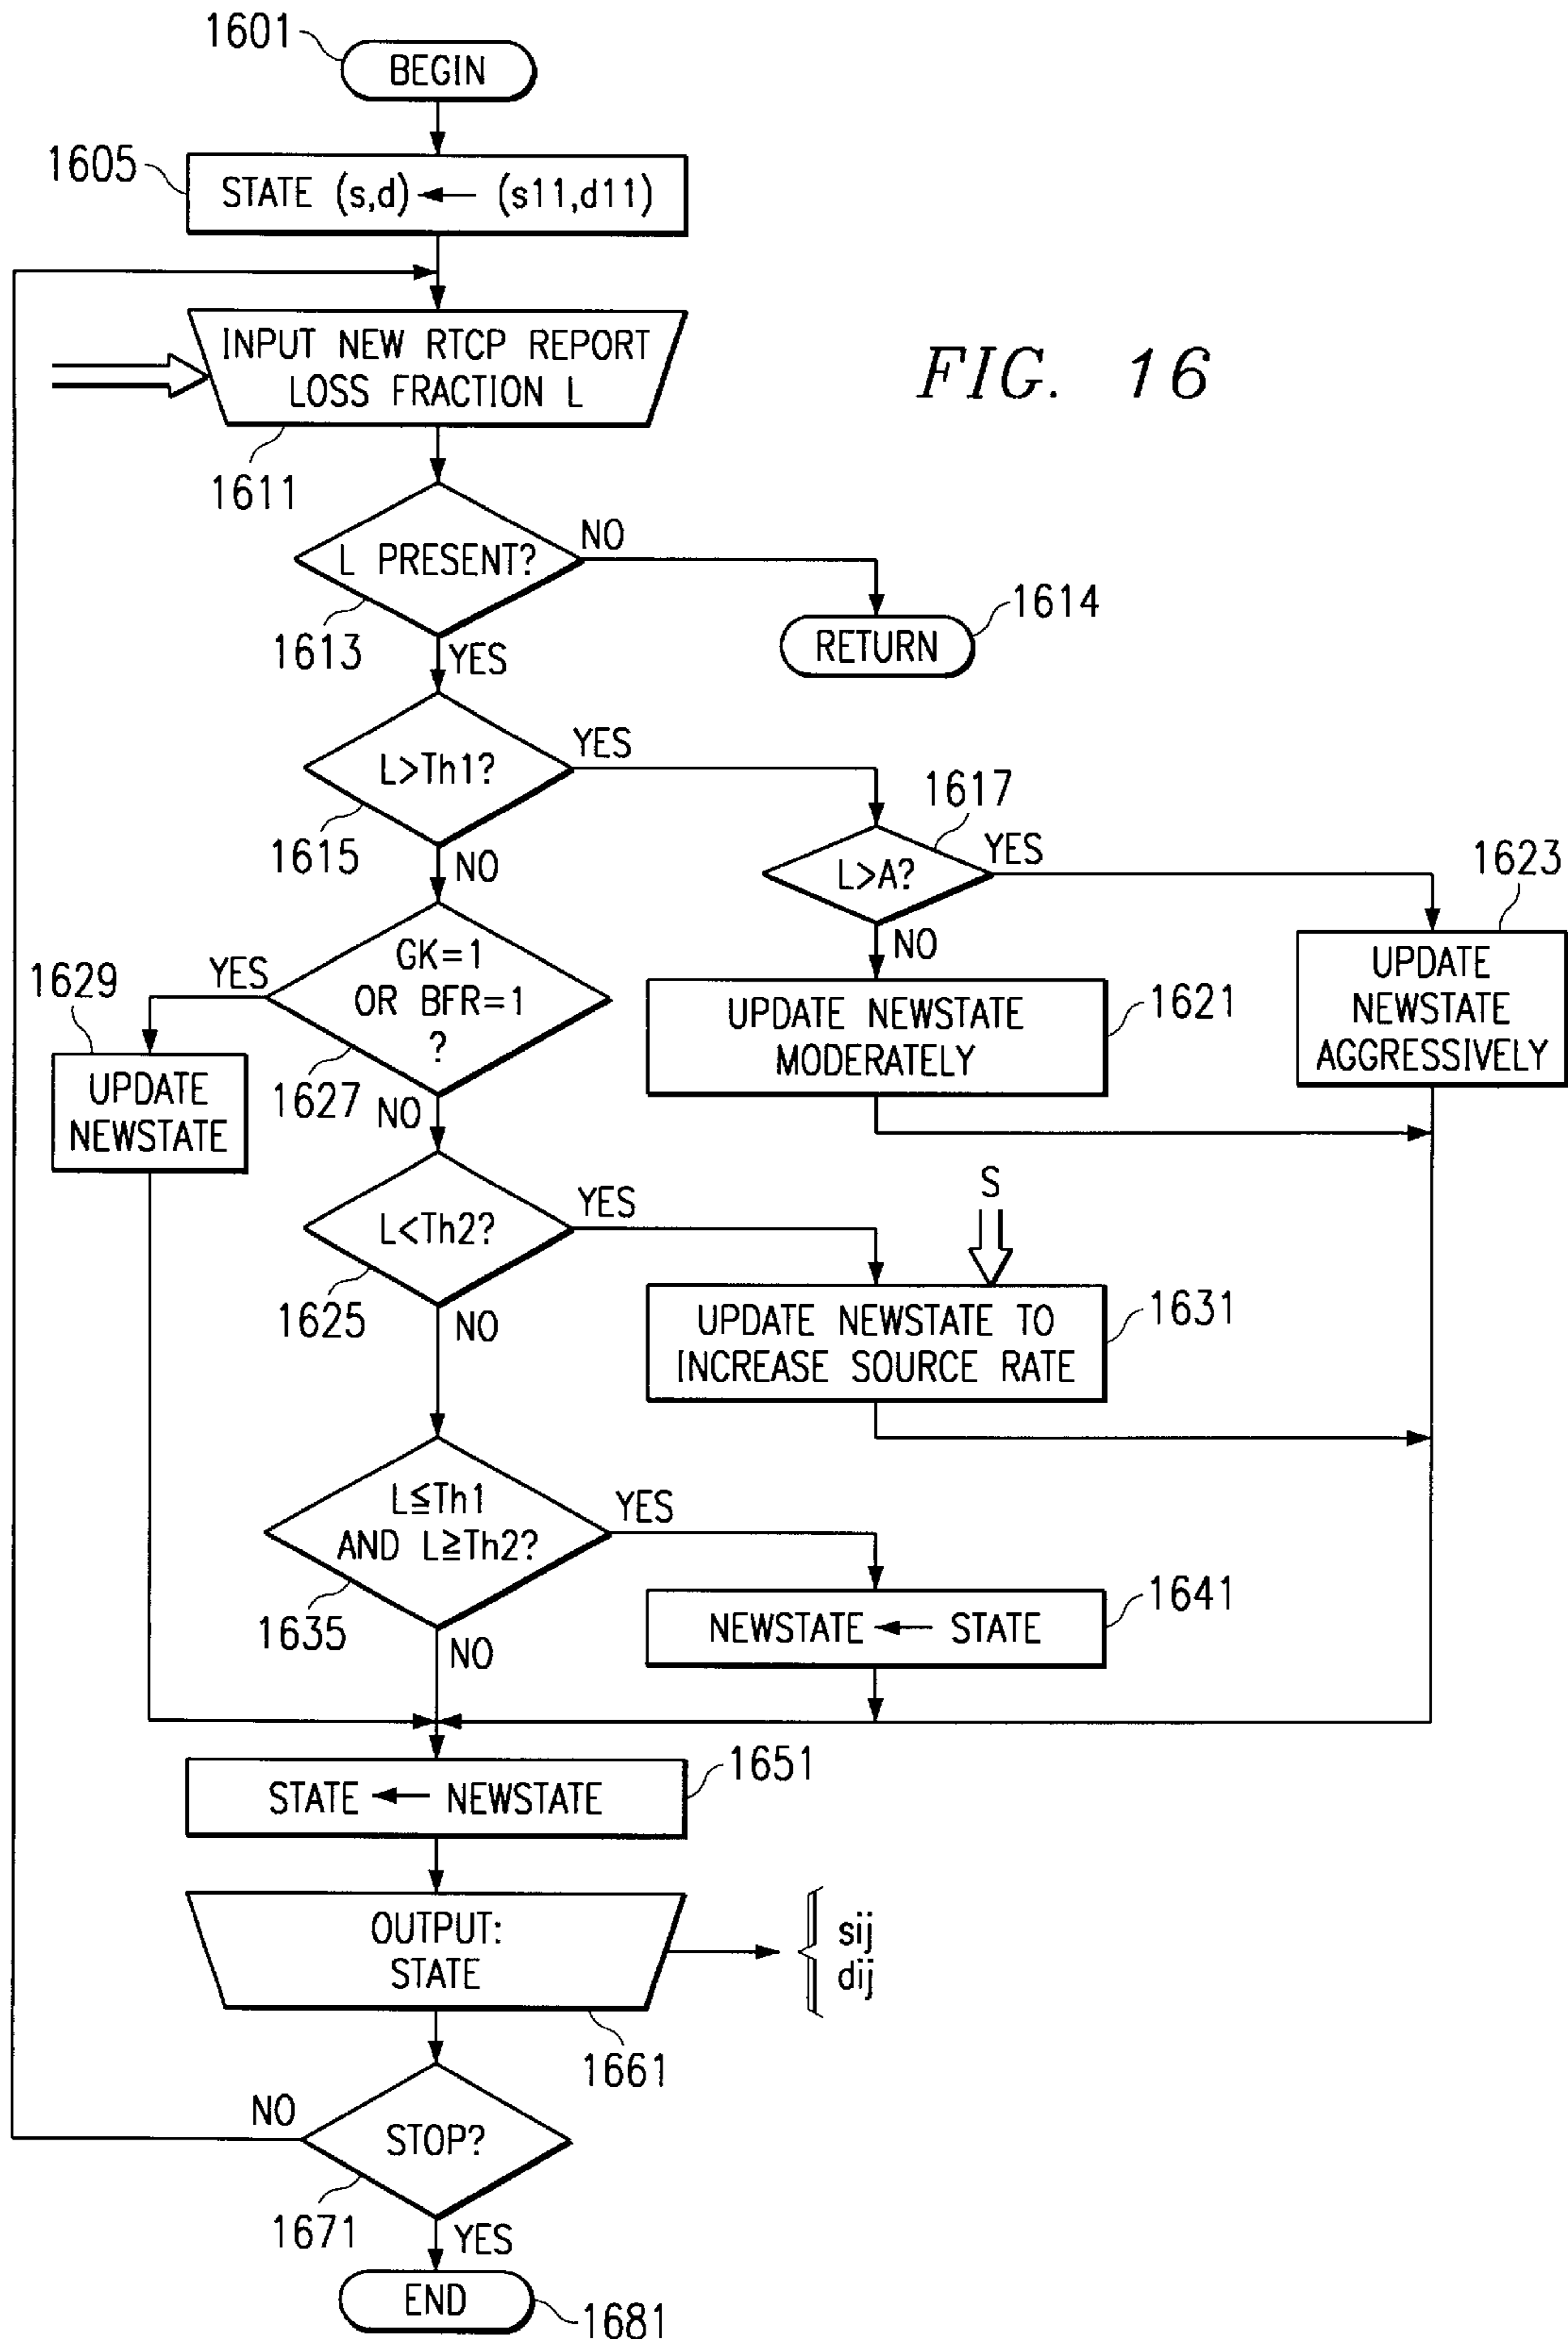 1601
BEGIN
1605
STATE (s,d) ← (s11,d11)
INPUT NEW RTCP REPORT
LOSS FRACTION L
FIG. 16
1611
L PRESENT?
NO
1613
1614
RETURN
YES
L>Th1?
YES
1615
NO
1617
L>A?
YES
NO
1623
UPDATE
NEWSTATE
AGGRESSIVELY
GK=1
OR BFR=1
?
YES
1629
1627
NO
UPDATE
NEWSTATE
UPDATE NEWSTATE
MODERATELY
1621
L<Th2?
YES
1625
NO
S
UPDATE NEWSTATE TO
INCREASE SOURCE RATE
1631
L≦Th1
AND L≧Th2?
YES
1635
NO
NEWSTATE ← STATE
1641
STATE ← NEWSTATE
1651
OUTPUT:
STATE
sij
dij
1661
STOP?
NO
1671
YES
END
1681